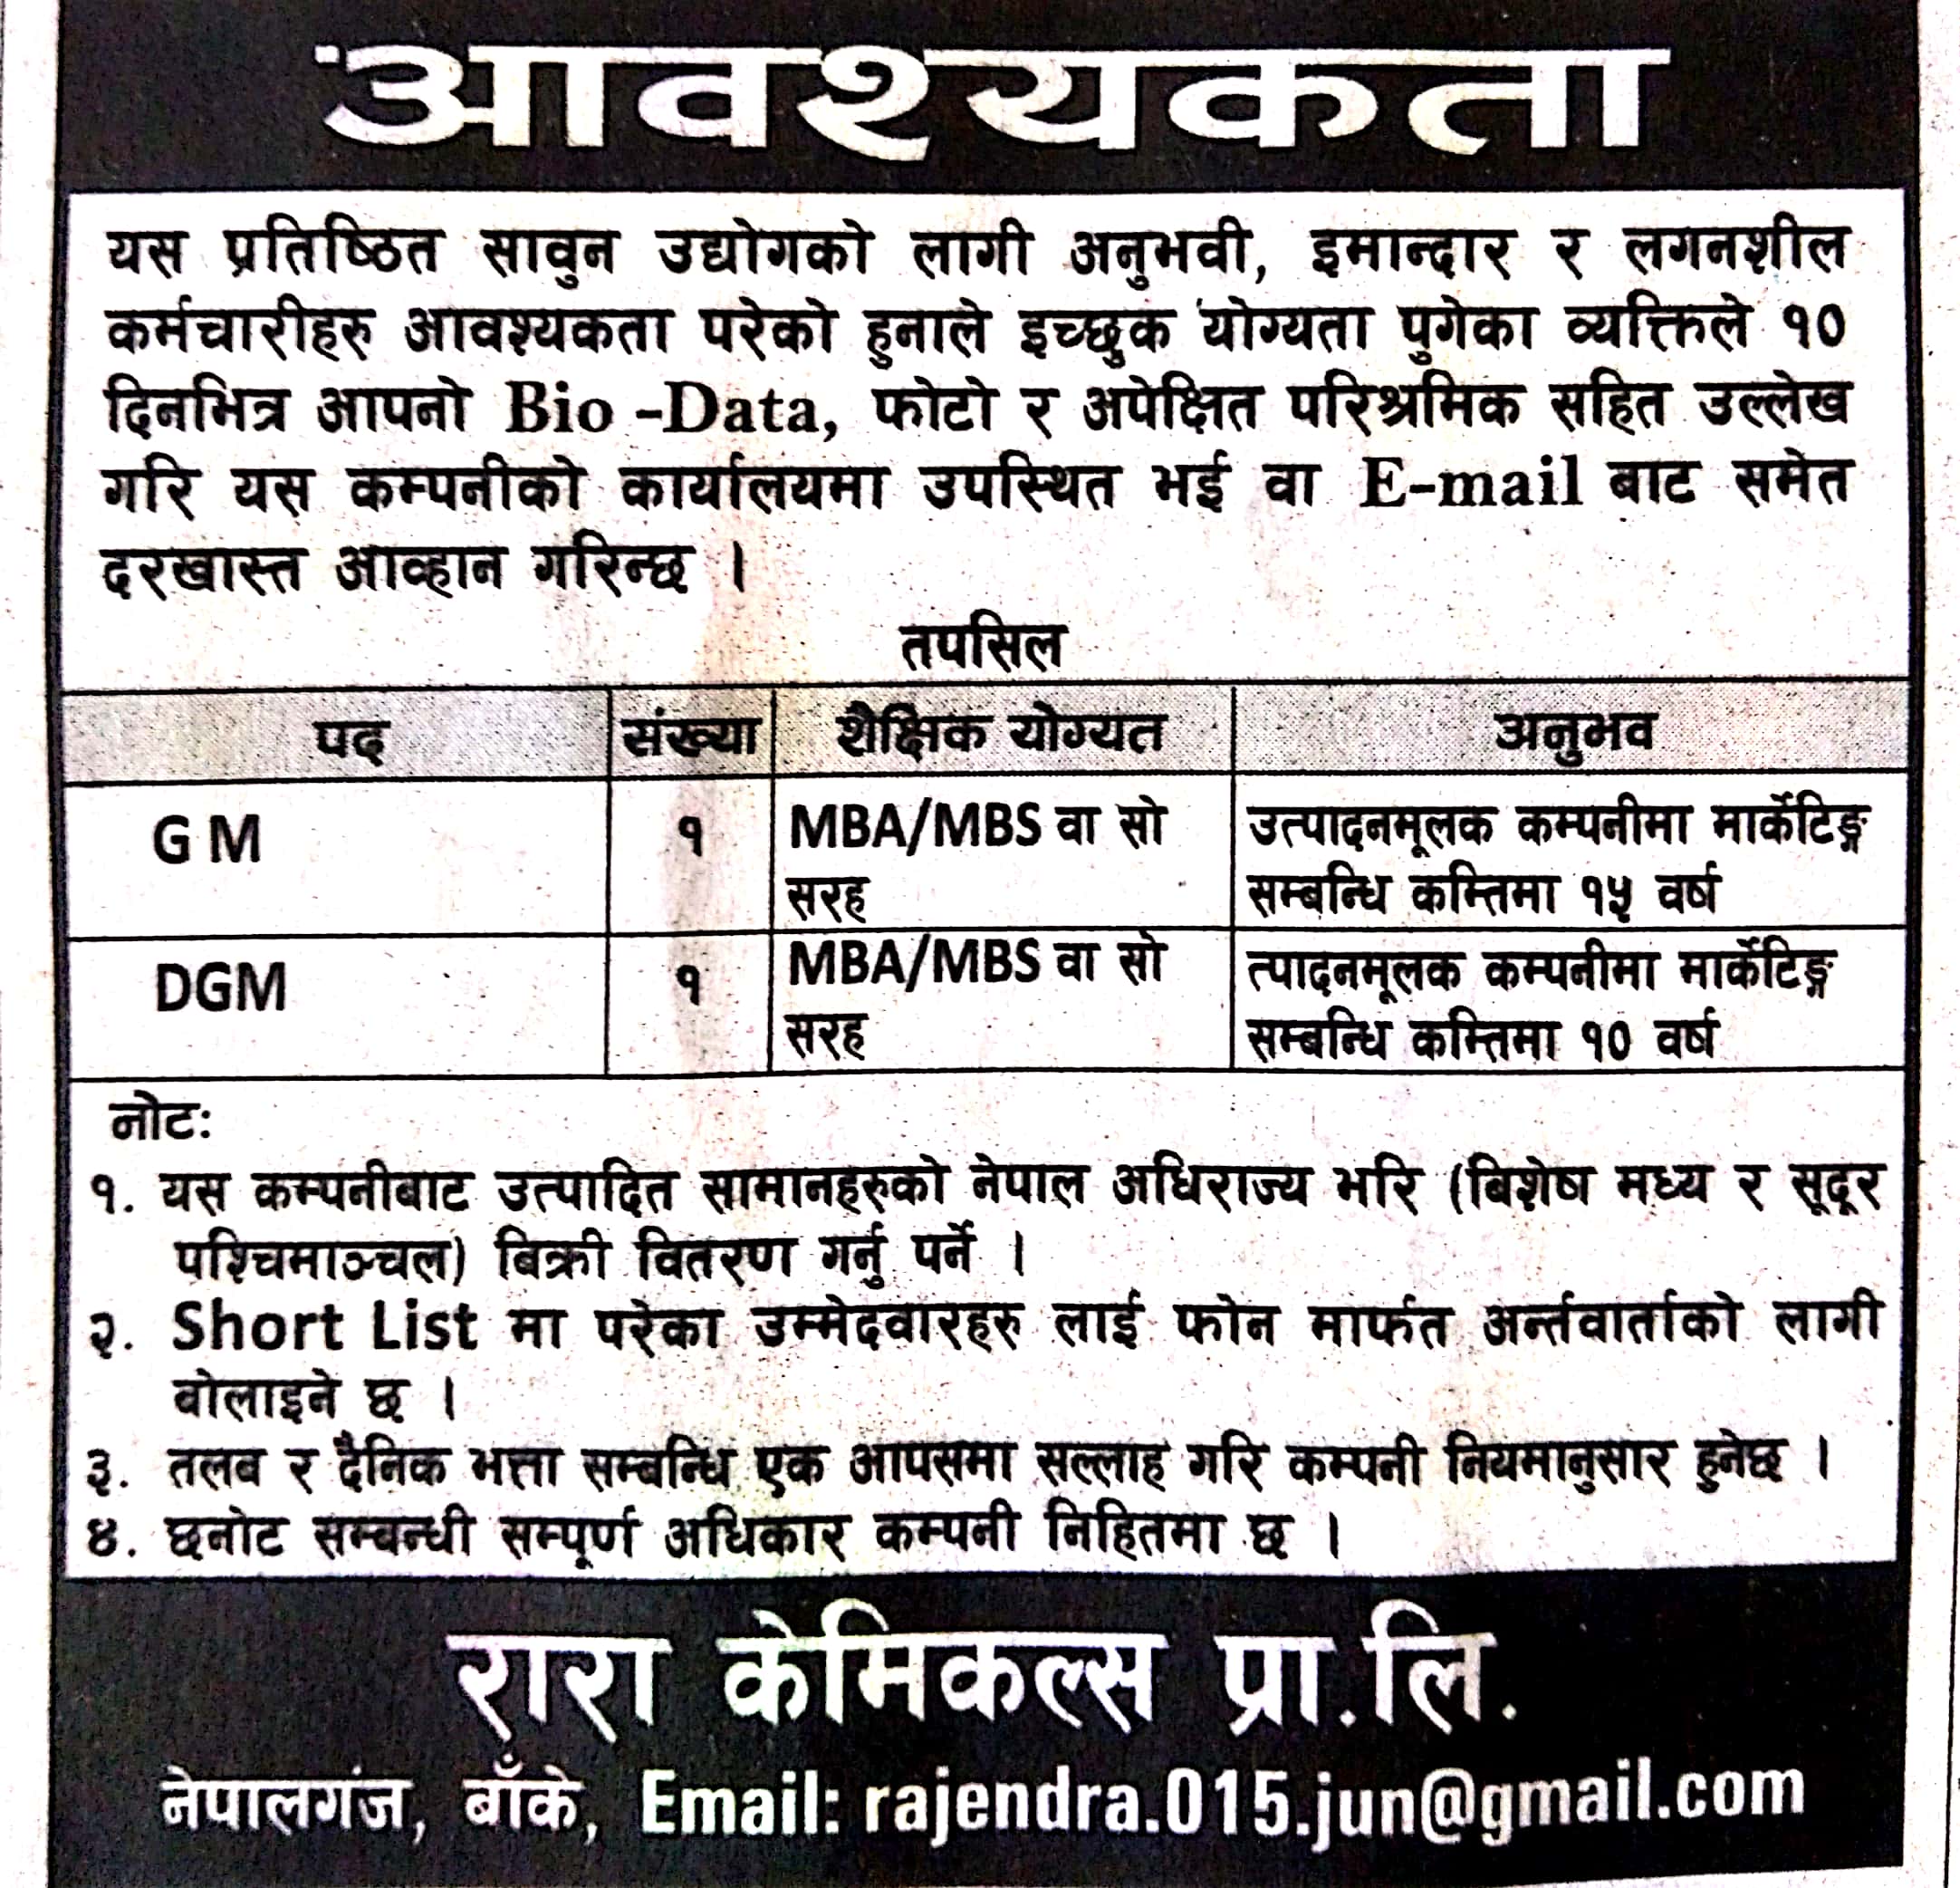 आवश्यकता
यस प्रतिष्ठित सावुन उद्योगको लागी अनुभवी, इमान्दार र लगनशील
कर्मचारीहरु आवश्यकता परेको हुनाले इच्छुक योग्यता पुगेका व्यक्तिले १०
दिनभित्र आपनो Bio -Data, फोटो र अपेक्षित परिश्रमिक सहित उल्लेख
गरि यस कम्पनीको कार्यालयमा उपस्थित भई वा E-mail बाट समेत
दरखास्त आव्हान गरिन्छ ।
तपसिल
पद संख्या शैक्षिक योग्यत अनुभव
G M १ MBA/MBS वा सो उत्पादनमूलक कम्पनीमा मार्केटिङ्ग
सरह सम्बन्धि कम्तिमा १५ वर्ष
DGM १ MBA/MBS वा सो त्पादनमूलक कम्पनीमा मार्केटिङ्ग
सरह सम्बन्धि कम्तिमा १० वर्ष
नोटः
१. यस कम्पनीबाट उत्पादित सामानहरुको नेपाल अधिराज्य भरि (बिशेष मध्य र सूदूर
पश्चिमाञ्चल) बिक्री वितरण गर्नु पर्ने ।
२. Short List मा परेका उम्मेदवारहरु लाई फोन मार्फत अर्न्तवार्ताको लागी
वोलाइने छ ।
३. तलब र दैनिक भत्ता सम्बन्धि एक आपसमा सल्लाह गरि कम्पनी नियमानुसार हुनेछ ।
४. छनोट सम्वन्धी सम्पूर्ण अधिकार कम्पनी निहितमा छ ।
रारा केमिकल्स प्रा.लि.
नेपालगंज, बाँके, Email: rajendra.015.jun@gmail.com